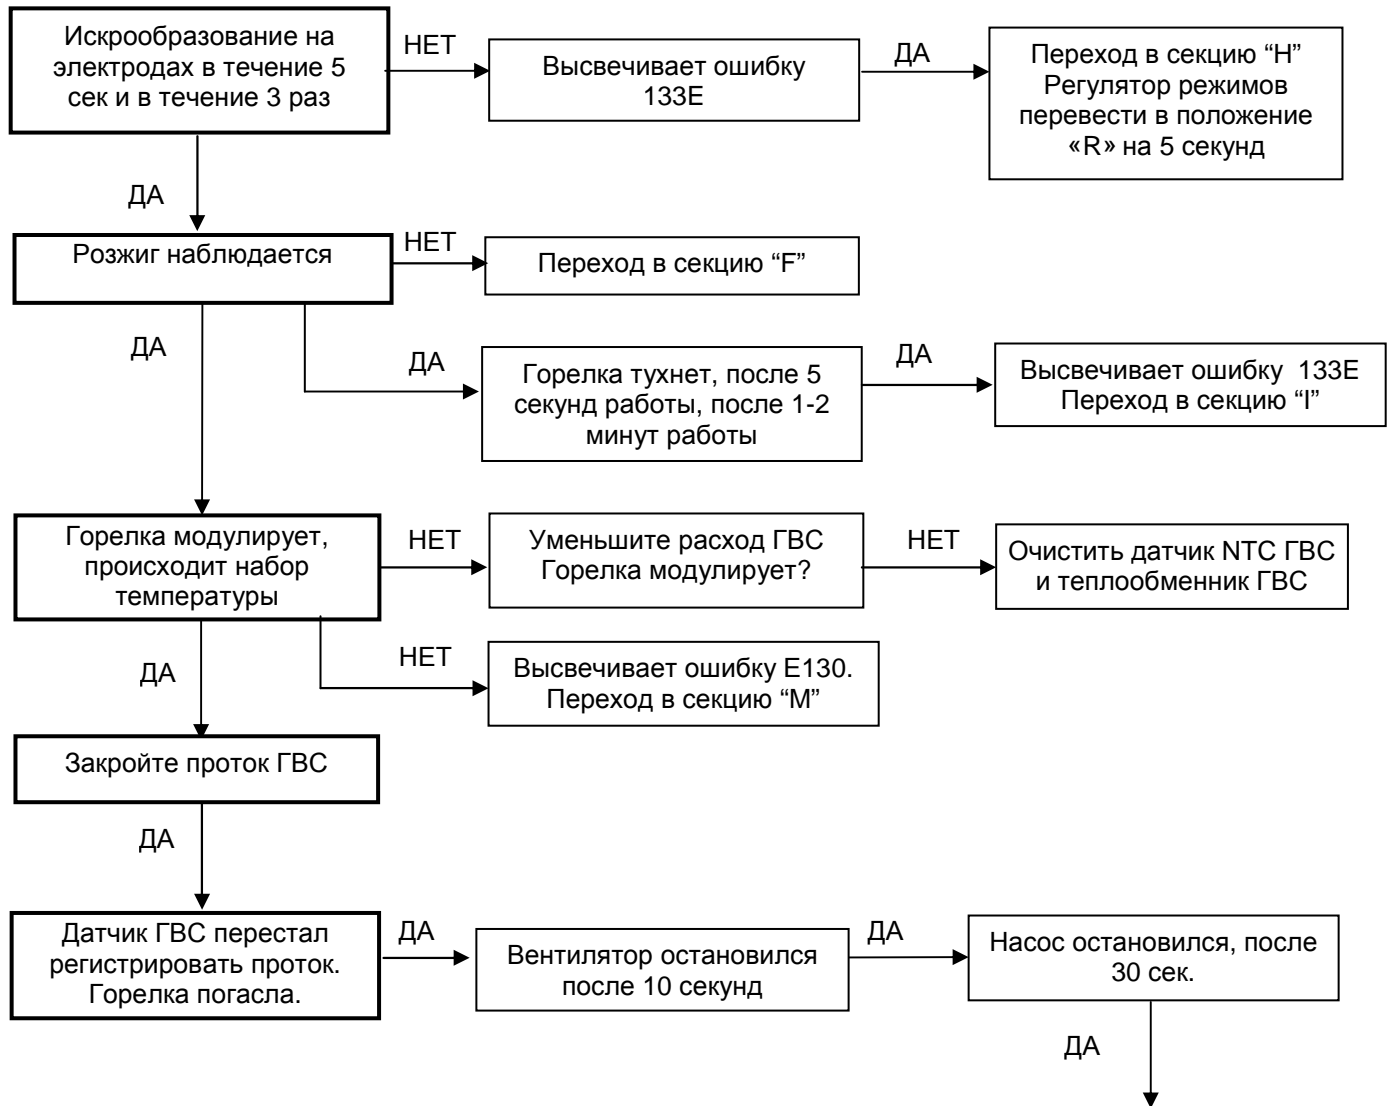 Искрообразование на
электродах в течение 5
сек и в течение 3 раз
НЕТ
Высвечивает ошибку
133Е
ДА
Переход в секцию “Н”
Регулятор режимов
перевести в положение
«R» на 5 секунд
ДА
Розжиг наблюдается
НЕТ
Переход в секцию “F”
ДА
ДА
Горелка тухнет, после 5
секунд работы, после 1-2
минут работы
ДА
Высвечивает ошибку 133Е
Переход в секцию “I”
Горелка модулирует,
происходит набор
температуры
НЕТ
Уменьшите расход ГВС
Горелка модулирует?
НЕТ
Очистить датчик NTC ГВС
и теплообменник ГВС
ДА
НЕТ
Высвечивает ошибку Е130.
Переход в секцию “М”
Закройте проток ГВС
ДА
Датчик ГВС перестал
регистрировать проток.
Горелка погасла.
ДА
Вентилятор остановился
после 10 секунд
ДА
Насос остановился, после
30 сек.
ДА